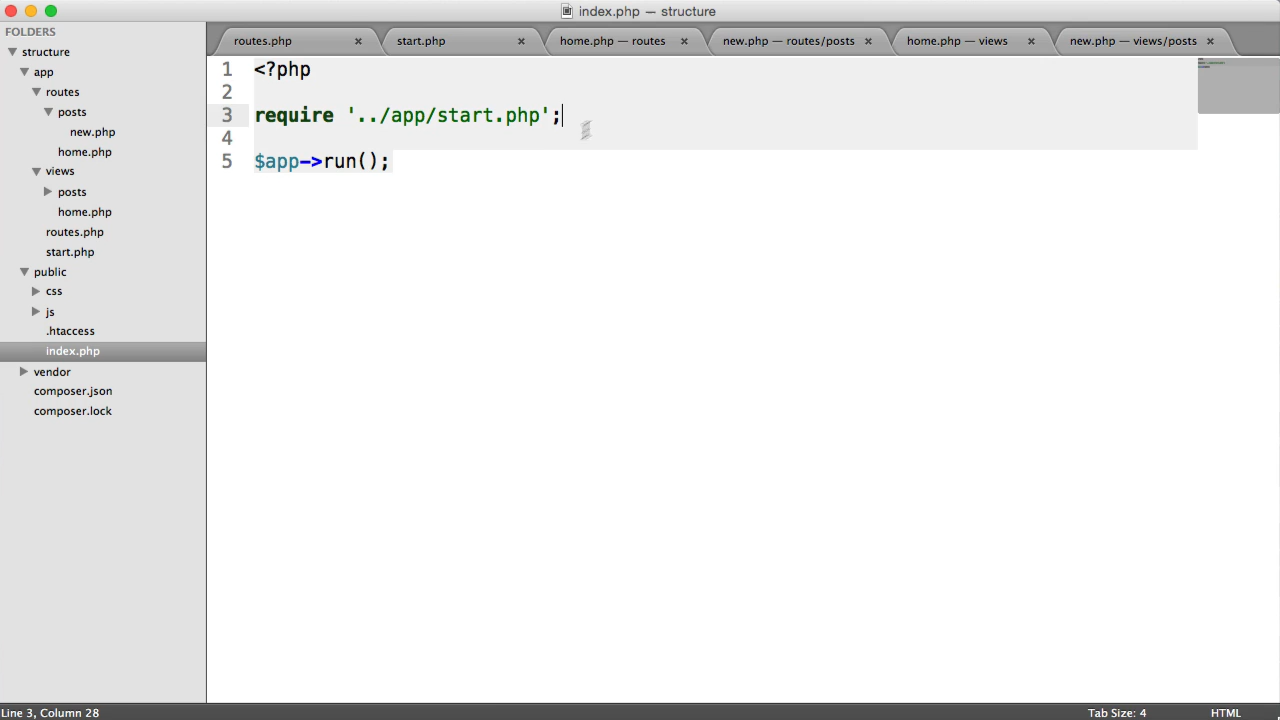 index.php — structure
FOLDERS
structure
app
routes
posts
new.php
home.php
views
posts
home.php
routes.php
start.php
public
css
js
.htaccess
index.php
vendor
composer.json
composer.lock
routes.php
start.php
home.php — routes
new.php — routes/posts
home.php — views
new.php — views/posts
1 <?php
2
3 require '../app/start.php';
4
5 $app->run();
Line 3, Column 28
Tab Size: 4
HTML